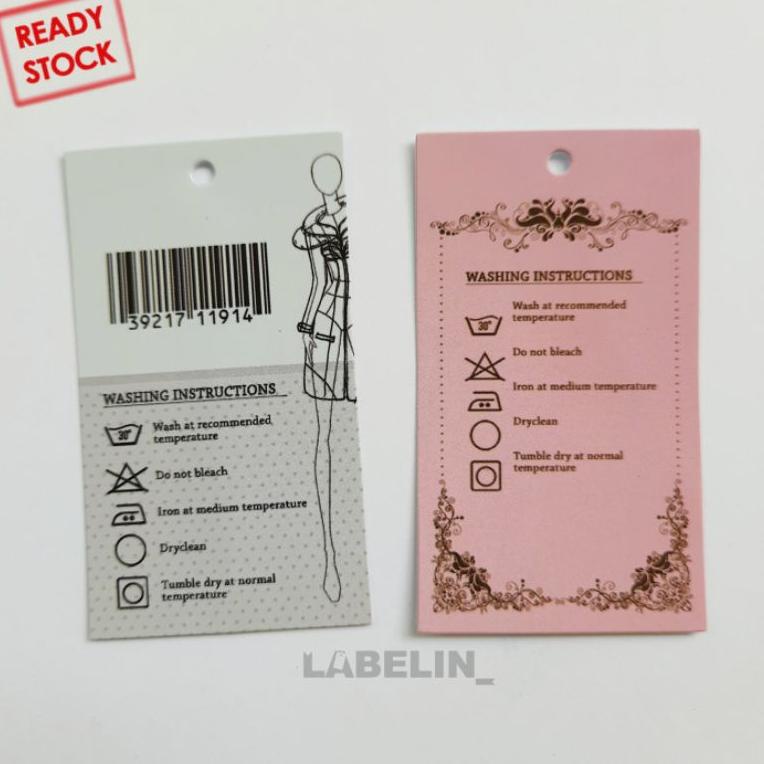 READY
STOCK
39217 11914
WASHING INSTRUCTIONS
30°
Wash at recommended
temperature
Do not bleach
Iron at medium temperature
Dryclean
Tumble dry at normal
temperature
WASHING INSTRUCTIONS
30°
Wash at recommended
temperature
Do not bleach
Iron at medium temperature
Dryclean
Tumble dry at normal
temperature
LABELIN_